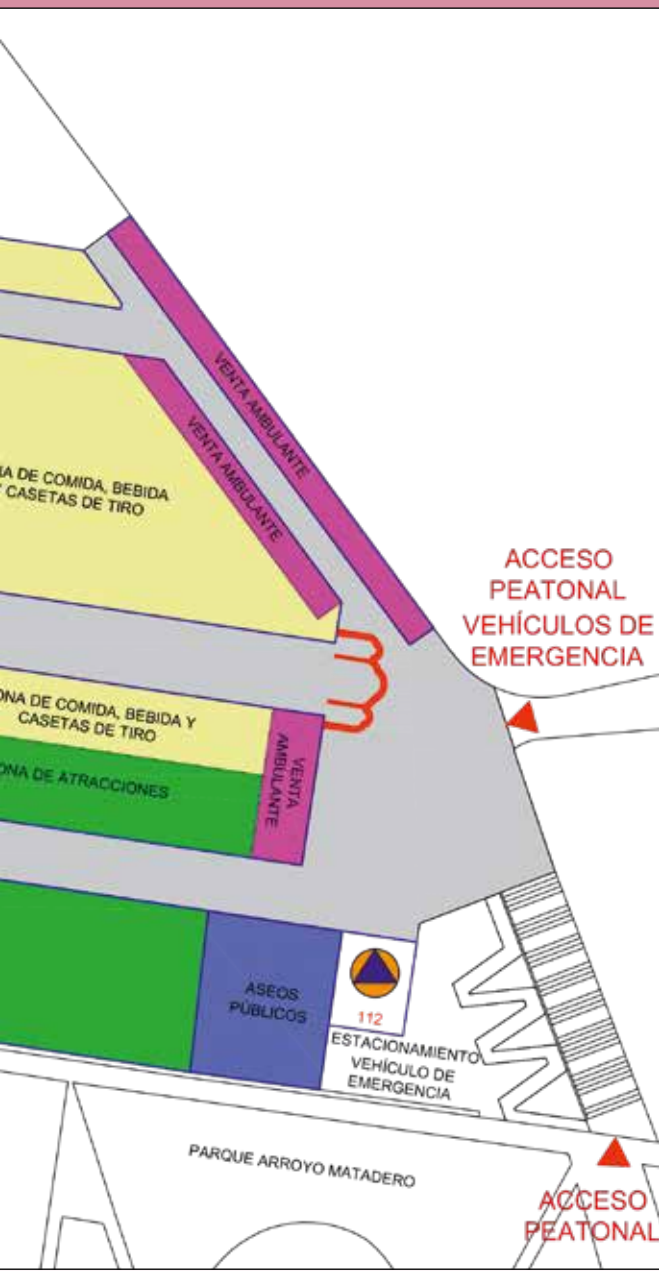 VENTA AMBULANTE
VENTA AMBULANTE
DE COMIDA, BEBIDA
Y CASETAS DE TIRO
ACCESO
PEATONAL
VEHÍCULOS DE
EMERGENCIA
ONA DE COMIDA, BEBIDA Y
CASETAS DE TIRO
VENTA
AMBULANTE
ONA DE ATRACCIONES
ASEOS
PÚBLICOS
112
ESTACIONAMIENTO
VEHÍCULO DE
EMERGENCIA
PARQUE ARROYO MATADERO
ACCESO
PEATONAL